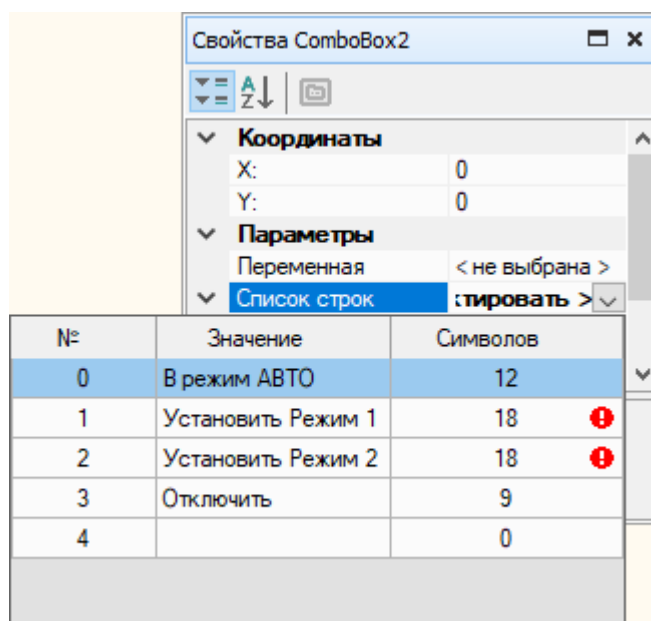 Свойства ComboBox2
Координаты
X: 0
Y: 0
Параметры
Переменная < не выбрана >
Список строк ктировать >
№ Значение Символов
0 В режим АВТО 12
1 Установить Режим 1 18
2 Установить Режим 2 18
3 Отключить 9
4 0